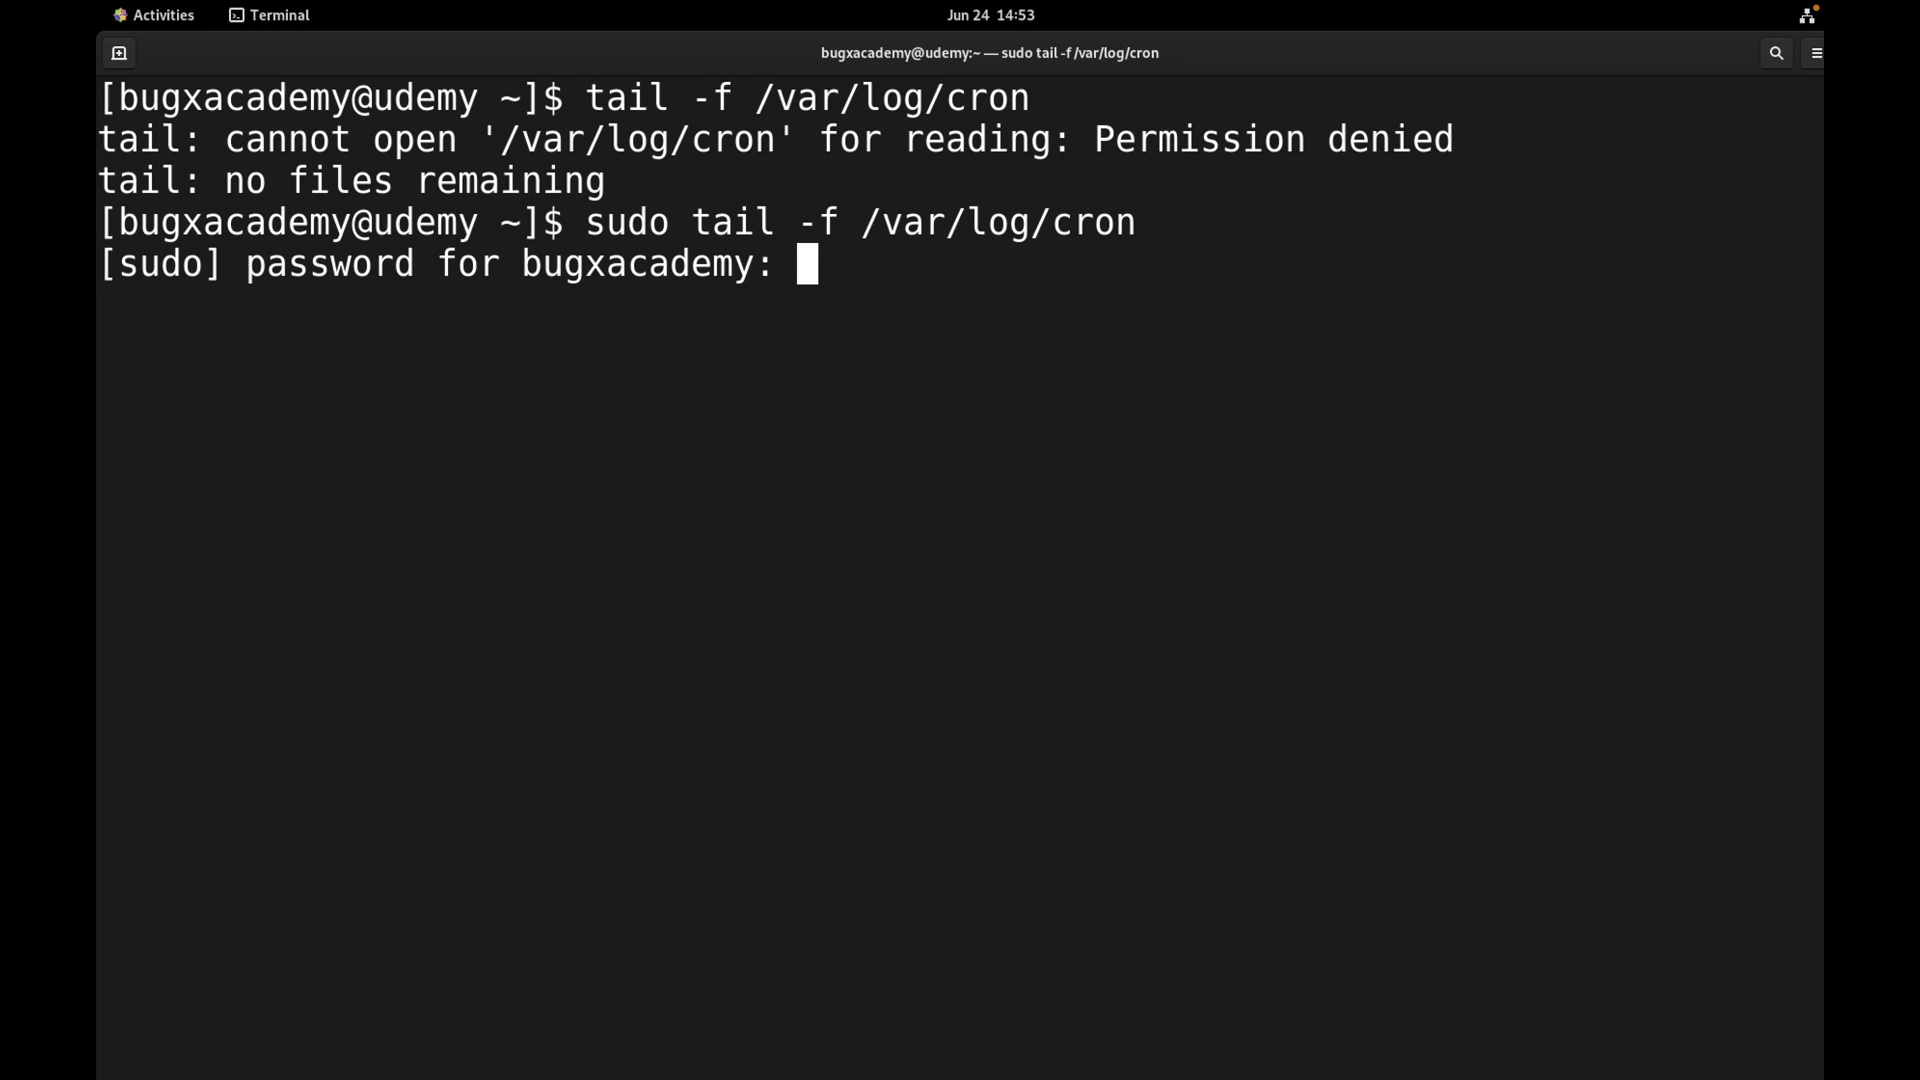 Activities Terminal Jun 24 14:53
bugxacademy@udemy:~ — sudo tail -f /var/log/cron
[bugxacademy@udemy ~]$ tail -f /var/log/cron
tail: cannot open '/var/log/cron' for reading: Permission denied
tail: no files remaining
[bugxacademy@udemy ~]$ sudo tail -f /var/log/cron
[sudo] password for bugxacademy: